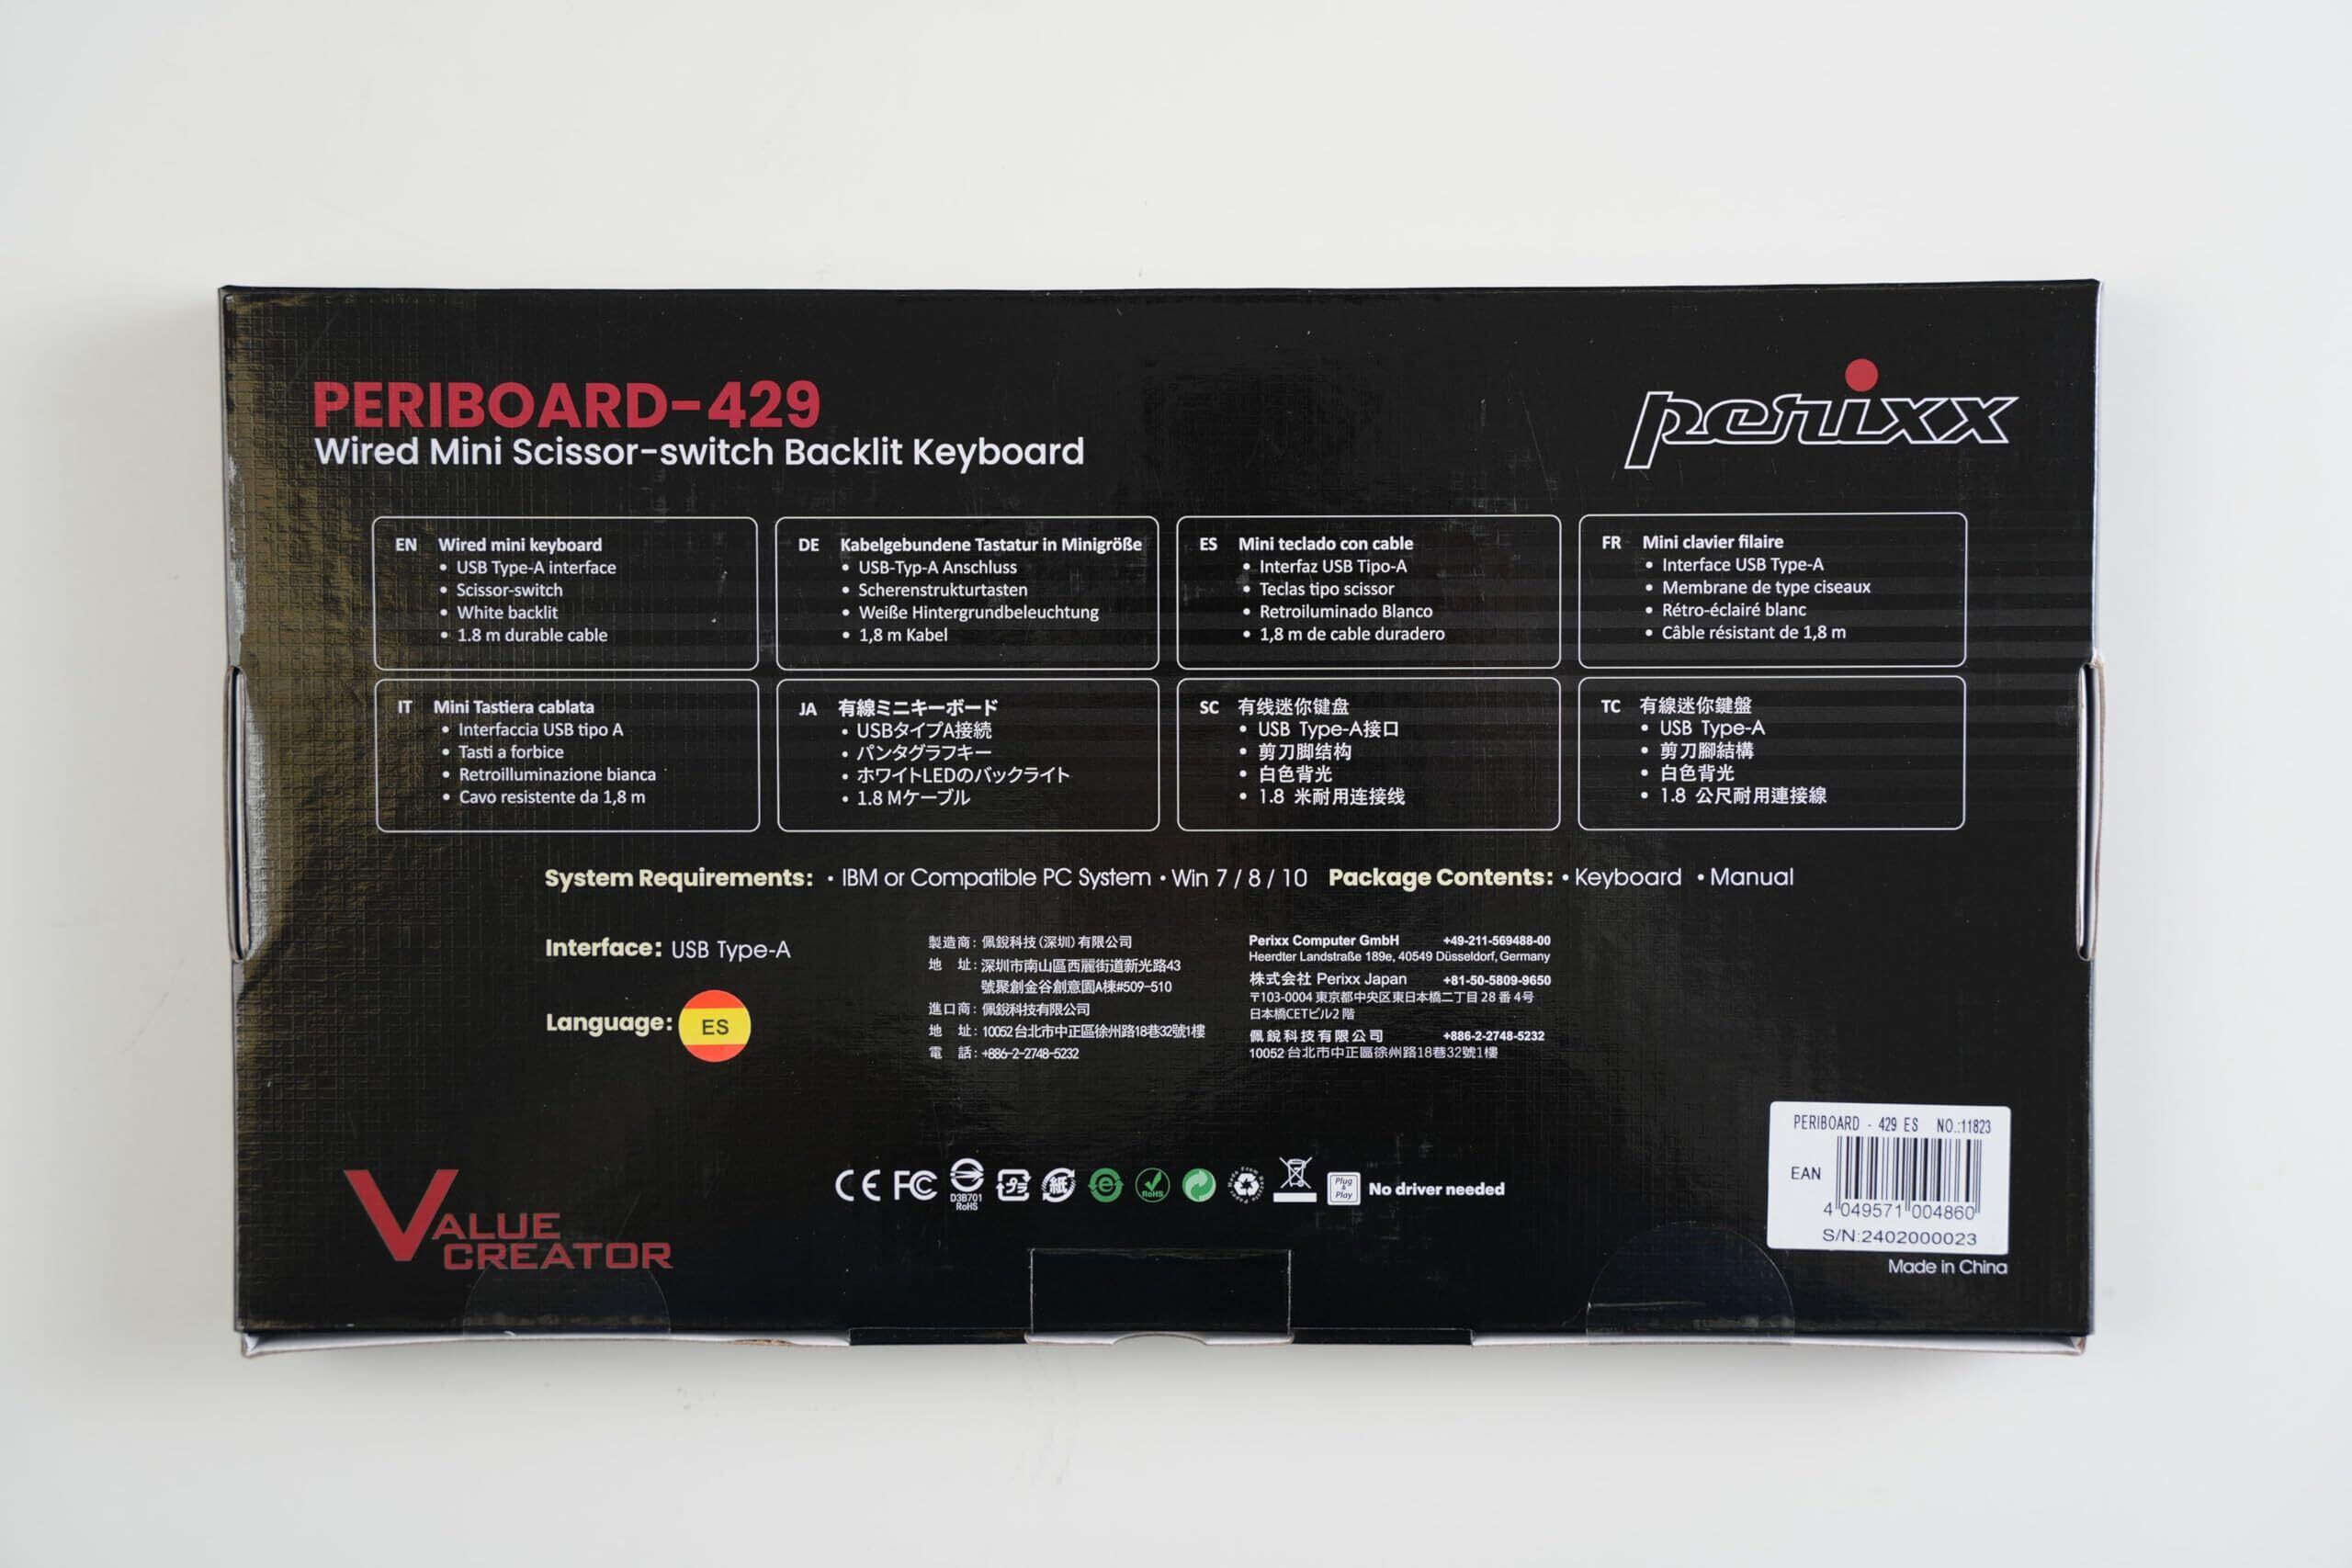 PERIBOARD-429
Wired Mini Scissor-switch Backlit Keyboard
perixx
EN Wired mini keyboard
• USB Type-A interface
• Scissor-switch
• White backlit
• 1.8 m durable cable
DE Kabelgebundene Tastatur in Minigröße
• USB-Typ-A Anschluss
• Scherenstrukturtasten
• Weiße Hintergrundbeleuchtung
• 1,8 m Kabel
ES Mini teclado con cable
• Interfaz USB Tipo-A
• Teclas tipo scissor
• Retroiluminado Blanco
• 1,8 m de cable duradero
FR Mini clavier filaire
• Interface USB Type-A
• Membrane de type ciseaux
• Rétro-éclairé blanc
• Câble résistant de 1,8 m
IT Mini Tastiera cablata
• Interfaccia USB tipo A
• Tasti a forbice
• Retroilluminazione bianca
• Cavo resistente da 1,8 m
JA 有線ミニキーボード
• USBタイプA接続
• パンタグラフキー
• ホワイトLEDのバックライト
• 1.8 Mケーブル
SC 有线迷你键盘
• USB Type-A接口
• 剪刀脚结构
• 白色背光
• 1.8 米耐用连接线
TC 有線迷你鍵盤
• USB Type-A
• 剪刀腳結構
• 白色背光
• 1.8 公尺耐用連接線
System Requirements: • IBM or Compatible PC System • Win 7 / 8 / 10 Package Contents: • Keyboard • Manual
Interface: USB Type-A
Language: ES
製造商: 佩銳科技(深圳)有限公司
地 址: 深圳市南山區西麗街道新光路43
號聚創金谷創意園A棟#509-510
進口商: 佩銳科技有限公司
地 址: 10052台北市中正區徐州路18巷32號1樓
電 話: +886-2-2748-5232
Perixx Computer GmbH +49-211-569488-00
Heerdter Landstraße 189e, 40549 Düsseldorf, Germany
株式会社 Perixx Japan +81-50-5809-9650
〒103-0004 東京都中央区東日本橋二丁目 28 番 4号
日本橋CETビル2 階
佩銳科技有限公司 +886-2-2748-5232
10052 台北市中正區徐州路18巷32號1樓
VALUE
CREATOR
CE FC
D3B701
RoHS
プラ
紙
e
RoHS
Plug
&
Play
No driver needed
PERIBOARD - 429 ES NO.:11823
EAN
4 049571 004860
S/N:2402000023
Made in China